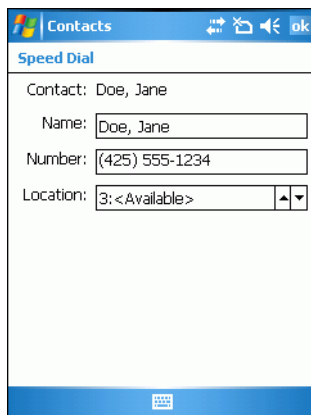 Contacts ok
Speed Dial
Contact: Doe, Jane
Name: Doe, Jane
Number: (425) 555-1234
Location: 3:<Available>